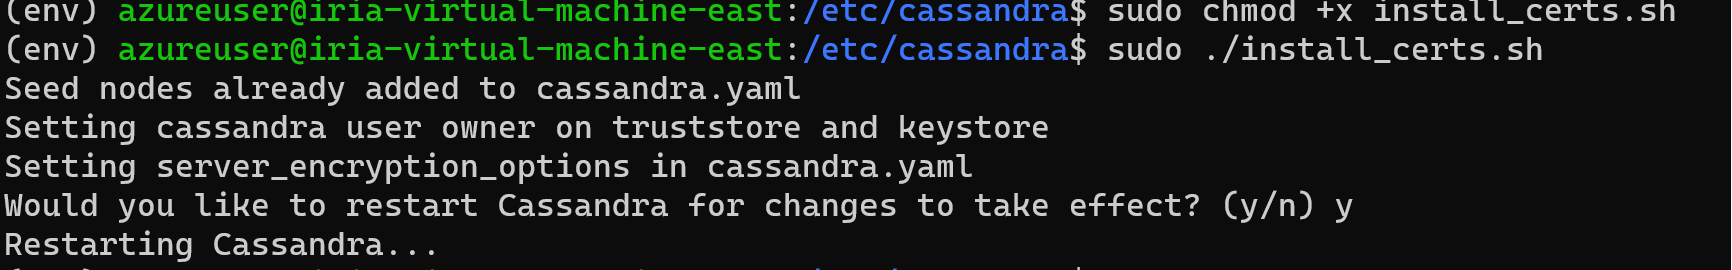 (env) azureuser@iria-virtual-machine-east:/etc/cassandra$ sudo chmod +x install_certs.sh
(env) azureuser@iria-virtual-machine-east:/etc/cassandra$ sudo ./install_certs.sh
Seed nodes already added to cassandra.yaml
Setting cassandra user owner on truststore and keystore
Setting server_encryption_options in cassandra.yaml
Would you like to restart Cassandra for changes to take effect? (y/n) y
Restarting Cassandra...